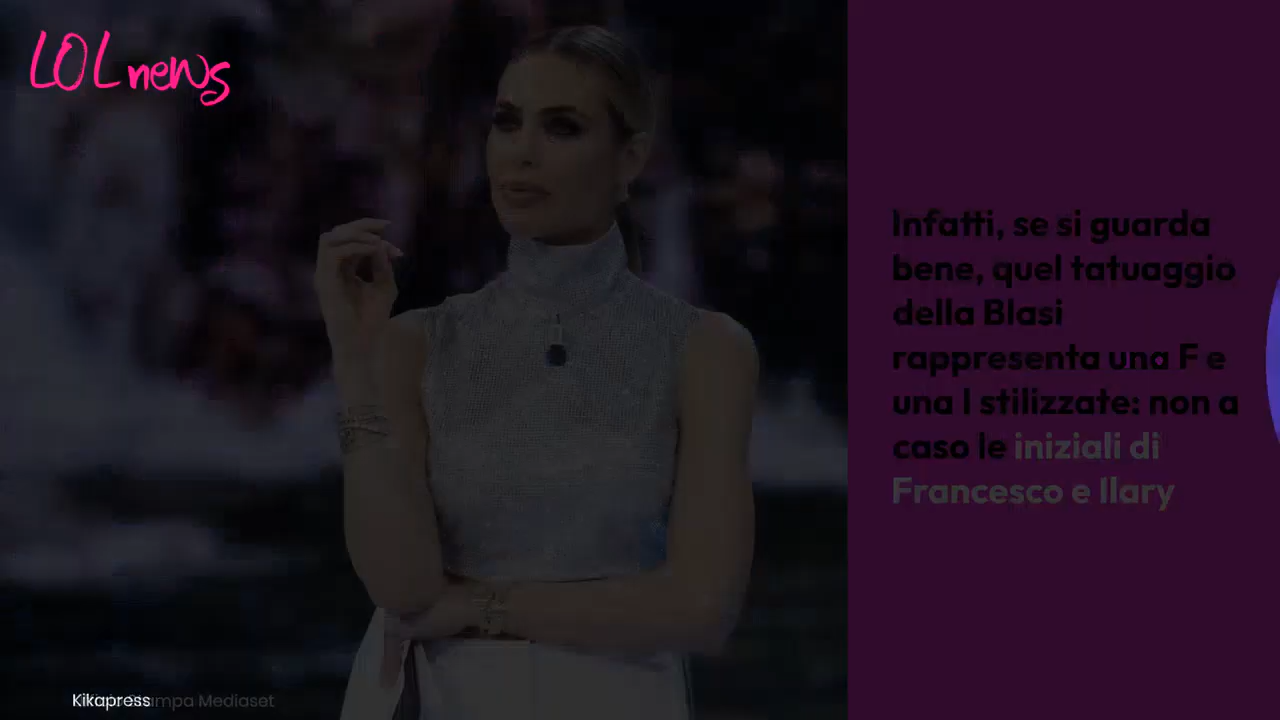 LOL news
Infatti, se si guarda
bene, quel tatuaggio
della Blasi
rappresenta una F e
una I stilizzate: non a
caso le iniziali di
Francesco e Ilary
Kikapress
Mediaset